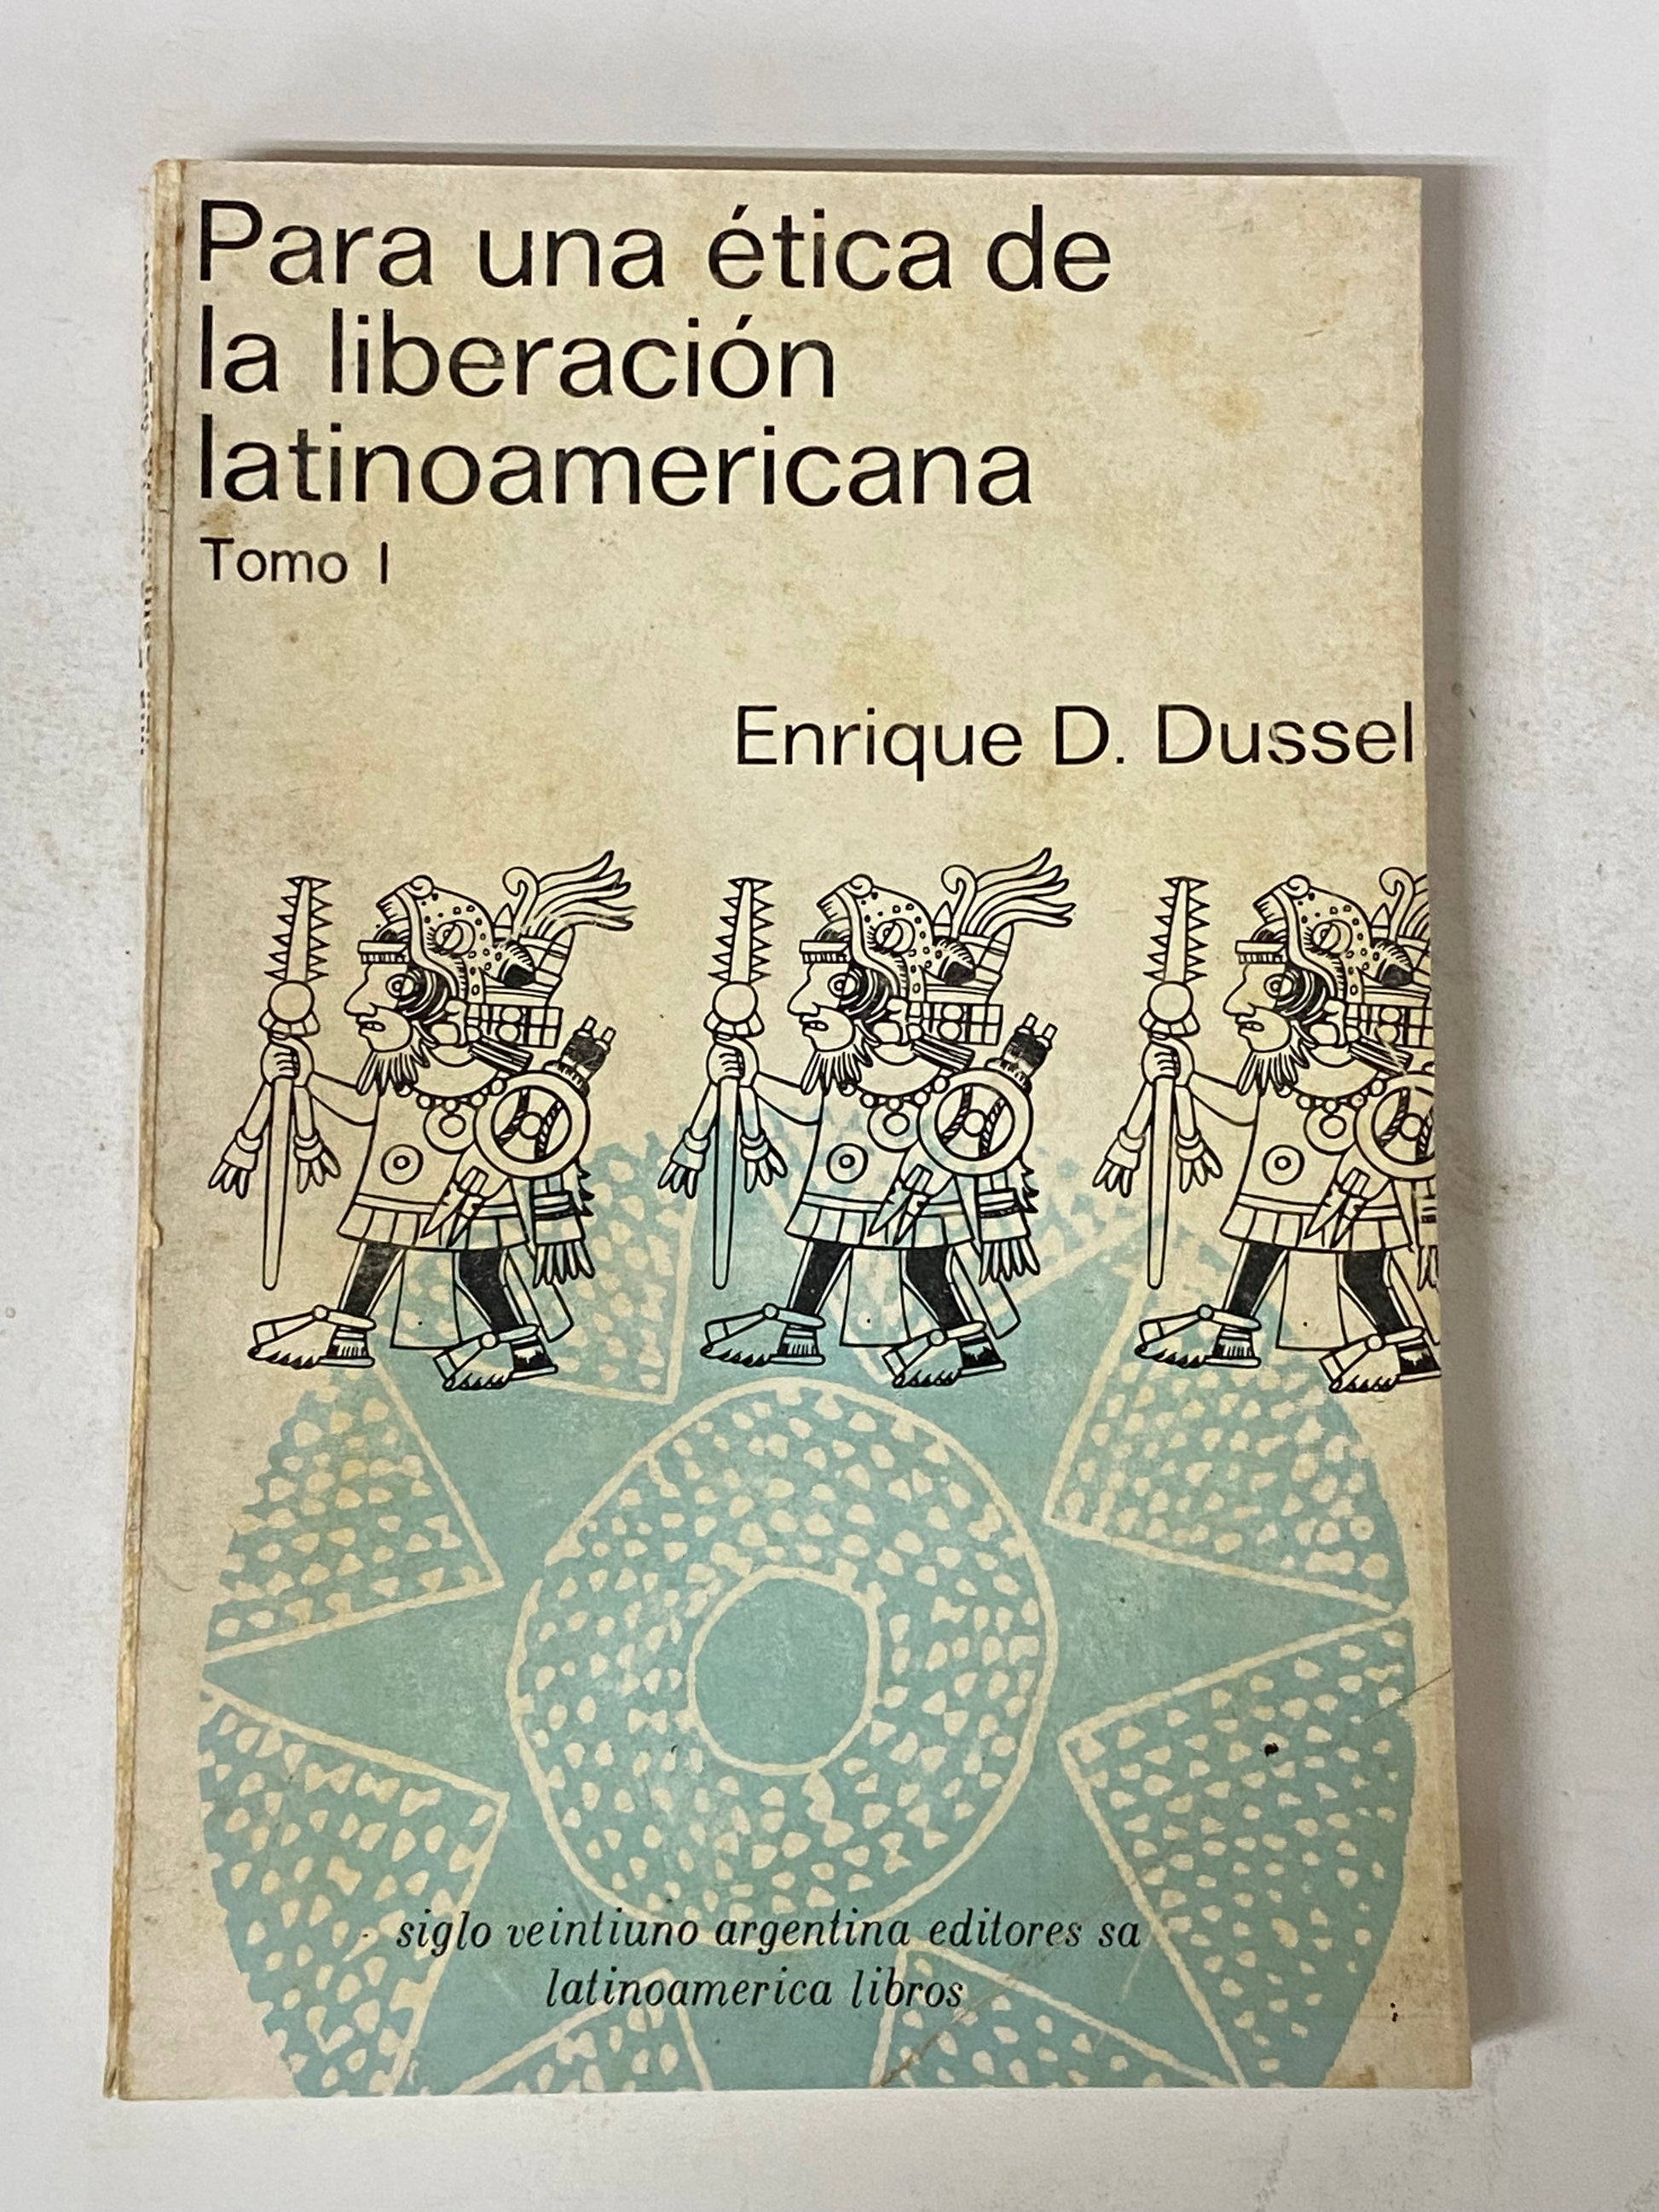 Para una ética de
la liberación
latinoamericana
Tomo I
Enrique D. Dussel
siglo veintiuno argentina editores sa
latinoamerica libros